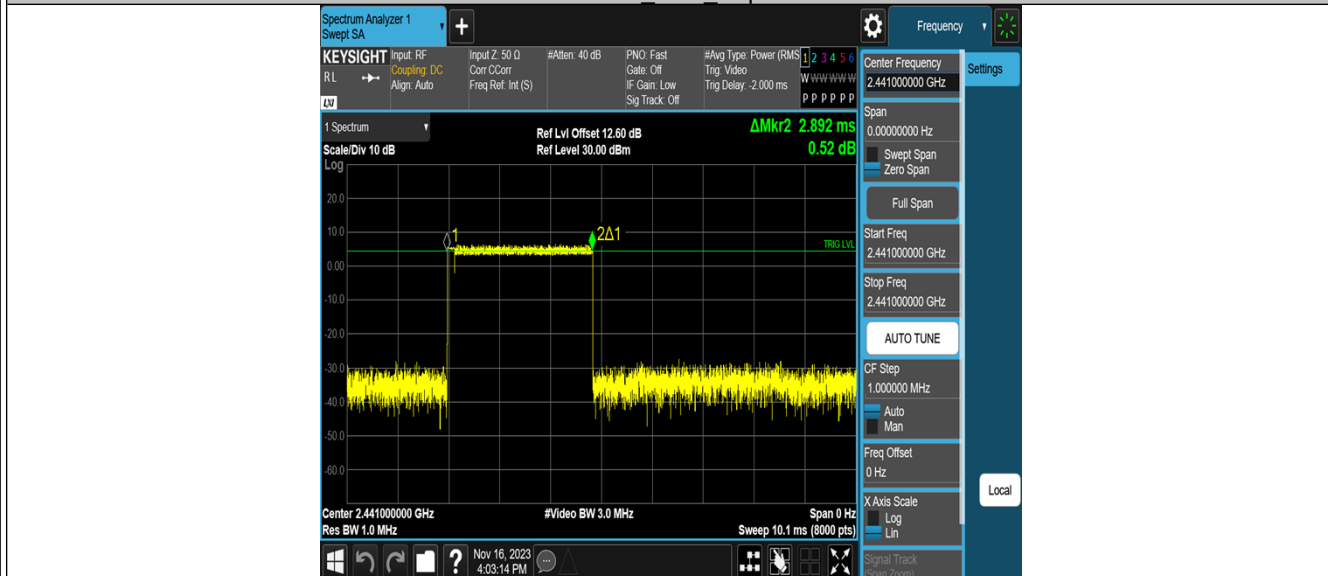 Spectrum Analyzer 1
Swept SA
Frequency
KEYSIGHT
RL
LXI
Input: RF
Coupling: DC
Align: Auto
Input Z: 50 Ω
Corr CCorr
Freq Ref: Int (S)
#Atten: 40 dB
PNO: Fast
Gate: Off
IF Gain: Low
Sig Track: Off
#Avg Type: Power (RMS
Trig: Video
Trig Delay: -2.000 ms
1 2 3 4 5 6
W W W W W W
P P P P P P
1 Spectrum
Scale/Div 10 dB
Log
Ref Lvl Offset 12.60 dB
Ref Level 30.00 dBm
ΔMkr2 2.892 ms
0.52 dB
20.0
10.0
0.00
-10.0
-20.0
-30.0
-40.0
-50.0
-60.0
1
2Δ1
TRIG LVL
Center 2.441000000 GHz
Res BW 1.0 MHz
#Video BW 3.0 MHz
Span 0 Hz
Sweep 10.1 ms (8000 pts)
Center Frequency
2.441000000 GHz
Span
0.00000000 Hz
Swept Span
Zero Span
Full Span
Start Freq
2.441000000 GHz
Stop Freq
2.441000000 GHz
AUTO TUNE
CF Step
1.000000 MHz
Auto
Man
Freq Offset
0 Hz
X Axis Scale
Log
Lin
Signal Track
(Span Zoom)
Settings
Local
?
Nov 16, 2023
4:03:14 PM